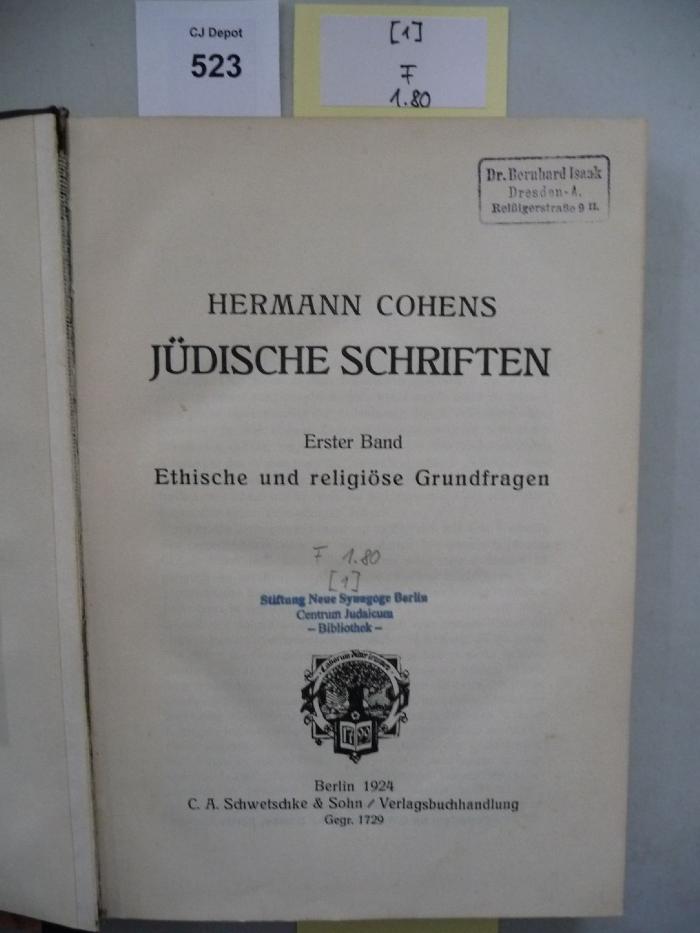 CJ Depot
523
[1]
F
1.80
Dr. Bernhard Isaak
Dresden-A.
Reißigerstraße 9 II.
HERMANN COHENS
JÜDISCHE SCHRIFTEN
Erster Band
Ethische und religiöse Grundfragen
F 1.80
[1]
Stiftung Neue Synagoge Berlin
Centrum Judaicum
– Bibliothek –
Berlin 1924
C. A. Schwetschke & Sohn / Verlagsbuchhandlung
Gegr. 1729